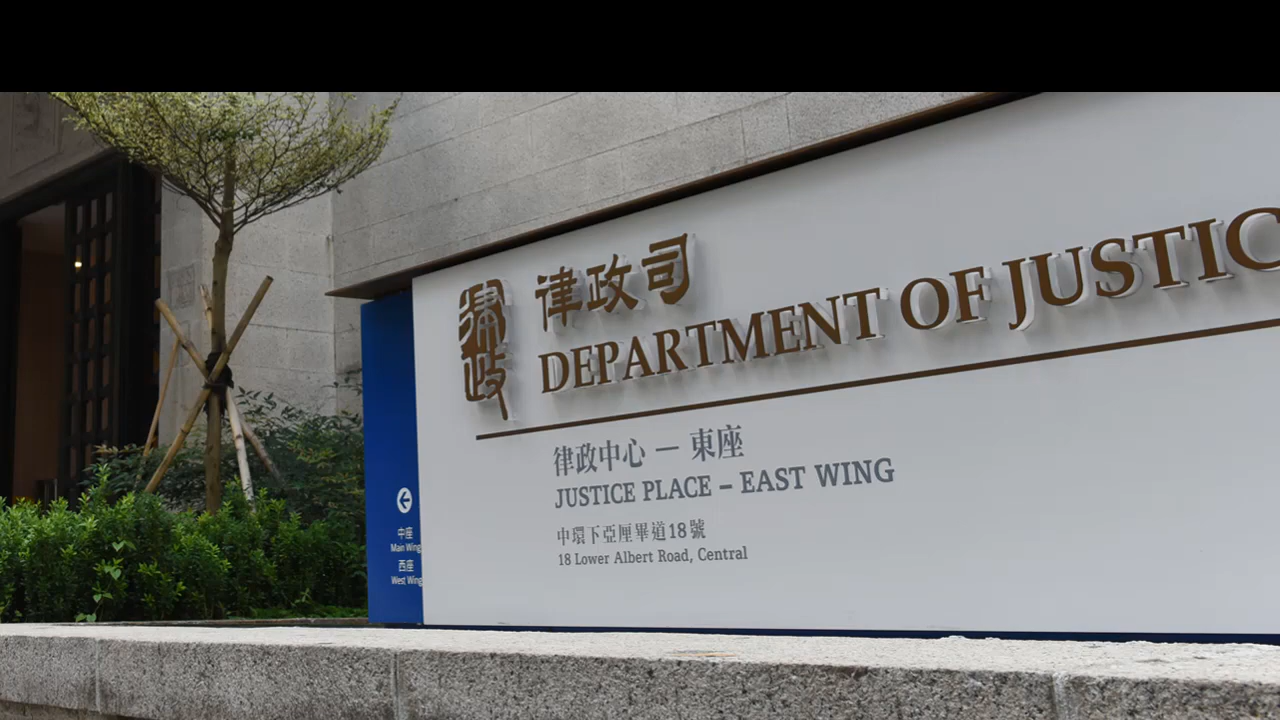 律政司
DEPARTMENT OF JUSTIC
律政中心 — 東座
JUSTICE PLACE – EAST WING
中環下亞厘畢道18號
18 Lower Albert Road, Central
中座
Main Wing
西座
West Wing